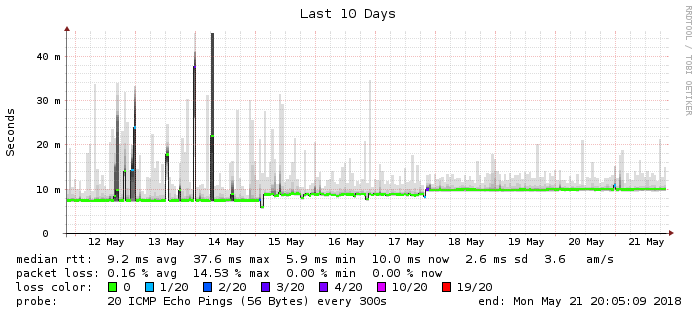 Last 10 Days
RRDTOOL / TOBI OETIKER
Seconds
40 m
30 m
20 m
10 m
0
12 May 13 May 14 May 15 May 16 May 17 May 18 May 19 May 20 May 21 May
median rtt: 9.2 ms avg 37.6 ms max 5.9 ms min 10.0 ms now 2.6 ms sd 3.6 am/s
packet loss: 0.16 % avg 14.53 % max 0.00 % min 0.00 % now
loss color: 0 1/20 2/20 3/20 4/20 10/20 19/20
probe: 20 ICMP Echo Pings (56 Bytes) every 300s end: Mon May 21 20:05:09 2018